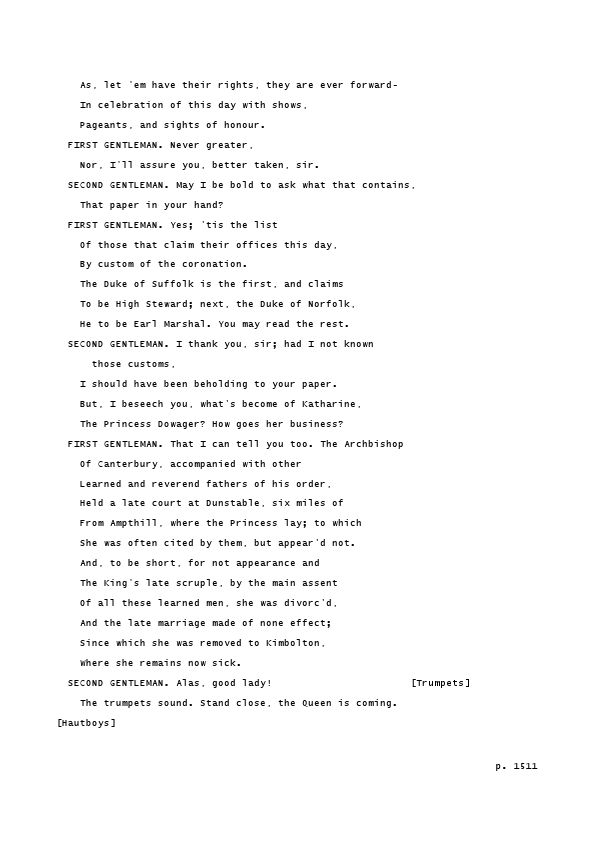 As, let 'em have their rights, they are ever forward-
In celebration of this day with shows,
Pageants, and sights of honour.
FIRST GENTLEMAN. Never greater,
Nor, I'll assure you, better taken, sir.
SECOND GENTLEMAN. May I be bold to ask what that contains,
That paper in your hand?
FIRST GENTLEMAN. Yes; 'tis the list
Of those that claim their offices this day,
By custom of the coronation.
The Duke of Suffolk is the first, and claims
To be High Steward; next, the Duke of Norfolk,
He to be Earl Marshal. You may read the rest.
SECOND GENTLEMAN. I thank you, sir; had I not known
those customs,
I should have been beholding to your paper.
But, I beseech you, what's become of Katharine,
The Princess Dowager? How goes her business?
FIRST GENTLEMAN. That I can tell you too. The Archbishop
Of Canterbury, accompanied with other
Learned and reverend fathers of his order,
Held a late court at Dunstable, six miles of
From Ampthill, where the Princess lay; to which
She was often cited by them, but appear'd not.
And, to be short, for not appearance and
The King's late scruple, by the main assent
Of all these learned men, she was divorc'd,
And the late marriage made of none effect;
Since which she was removed to Kimbolton,
Where she remains now sick.
SECOND GENTLEMAN. Alas, good lady! [Trumpets]
The trumpets sound. Stand close, the Queen is coming.
[Hautboys]
p. 1511